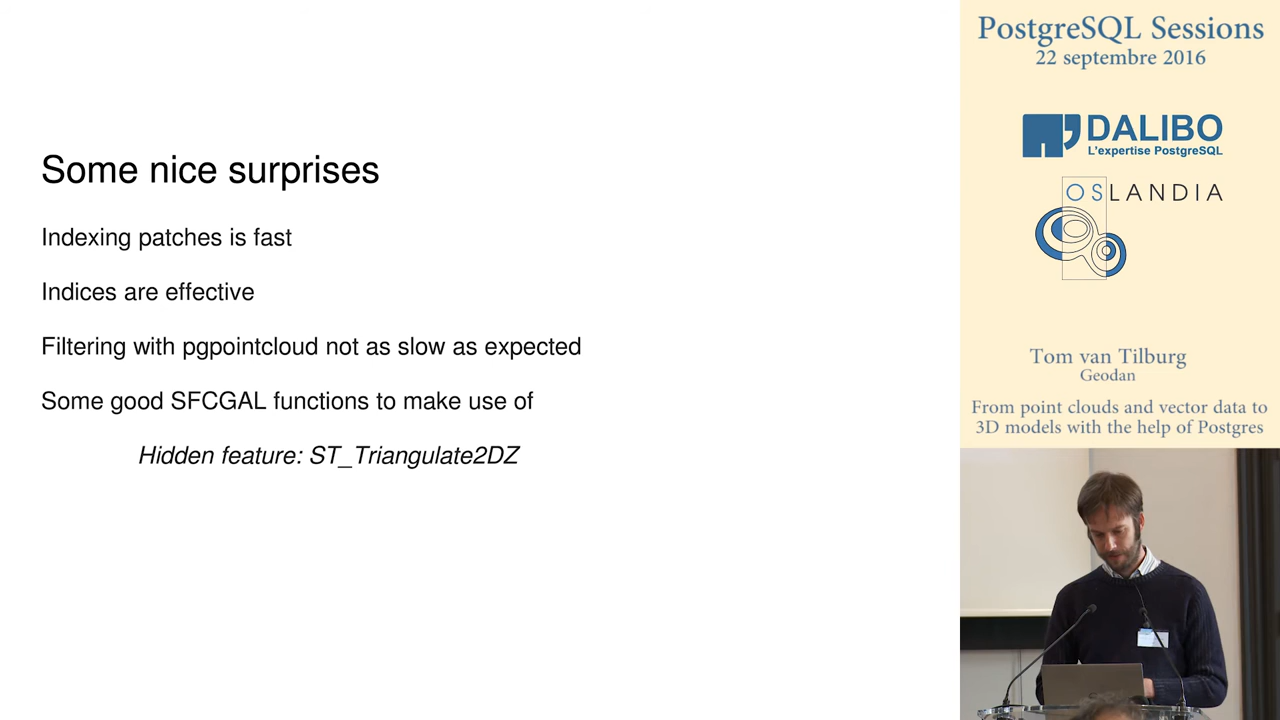 Some nice surprises
Indexing patches is fast
Indices are effective
Filtering with pgpointcloud not as slow as expected
Some good SFCGAL functions to make use of
Hidden feature: ST_Triangulate2DZ
PostgreSQL Sessions
22 septembre 2016
DALIBO
L'expertise PostgreSQL
OSLANDIA
Tom van Tilburg
Geodan
From point clouds and vector data to
3D models with the help of Postgres